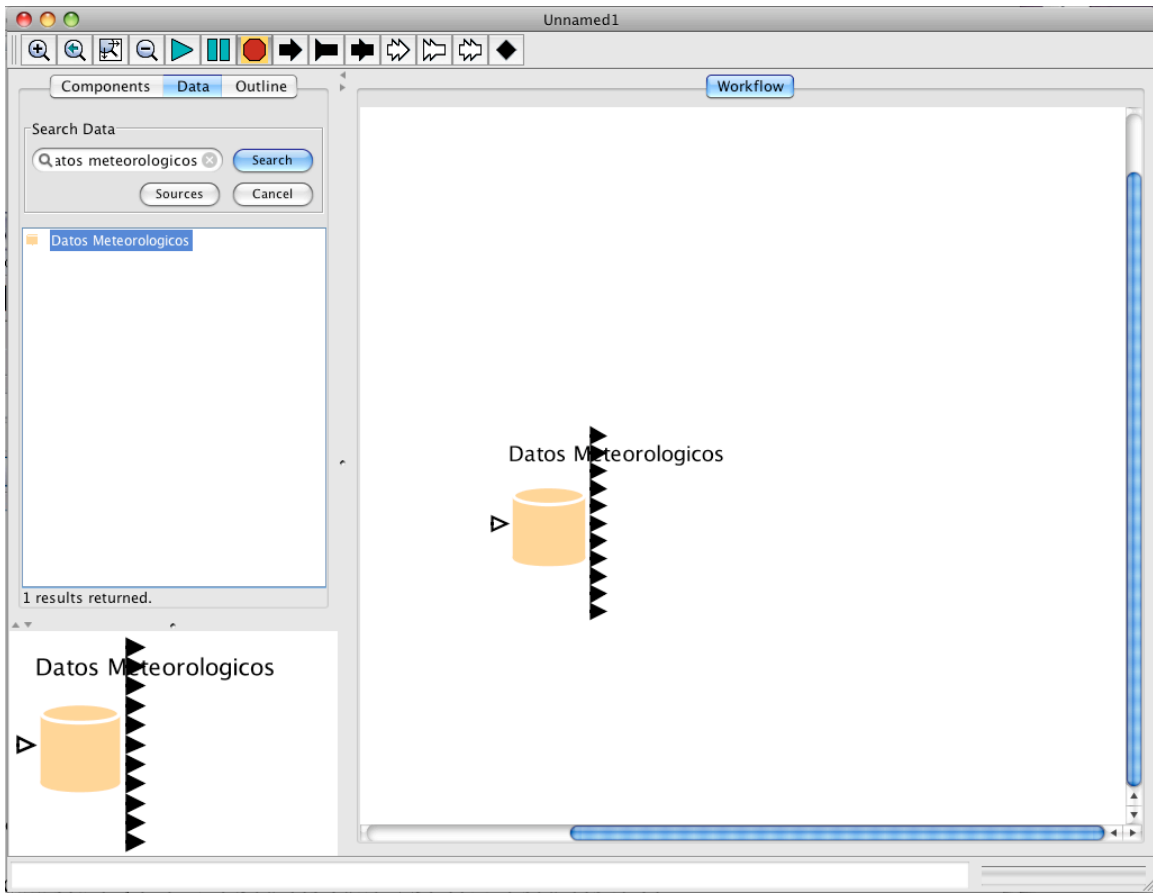 Unnamed1
Components Data Outline
Workflow
Search Data
atos meteorologicos
Search
Sources
Cancel
Datos Meteorologicos
Datos Meteorologicos
1 results returned.
Datos Meteorologicos